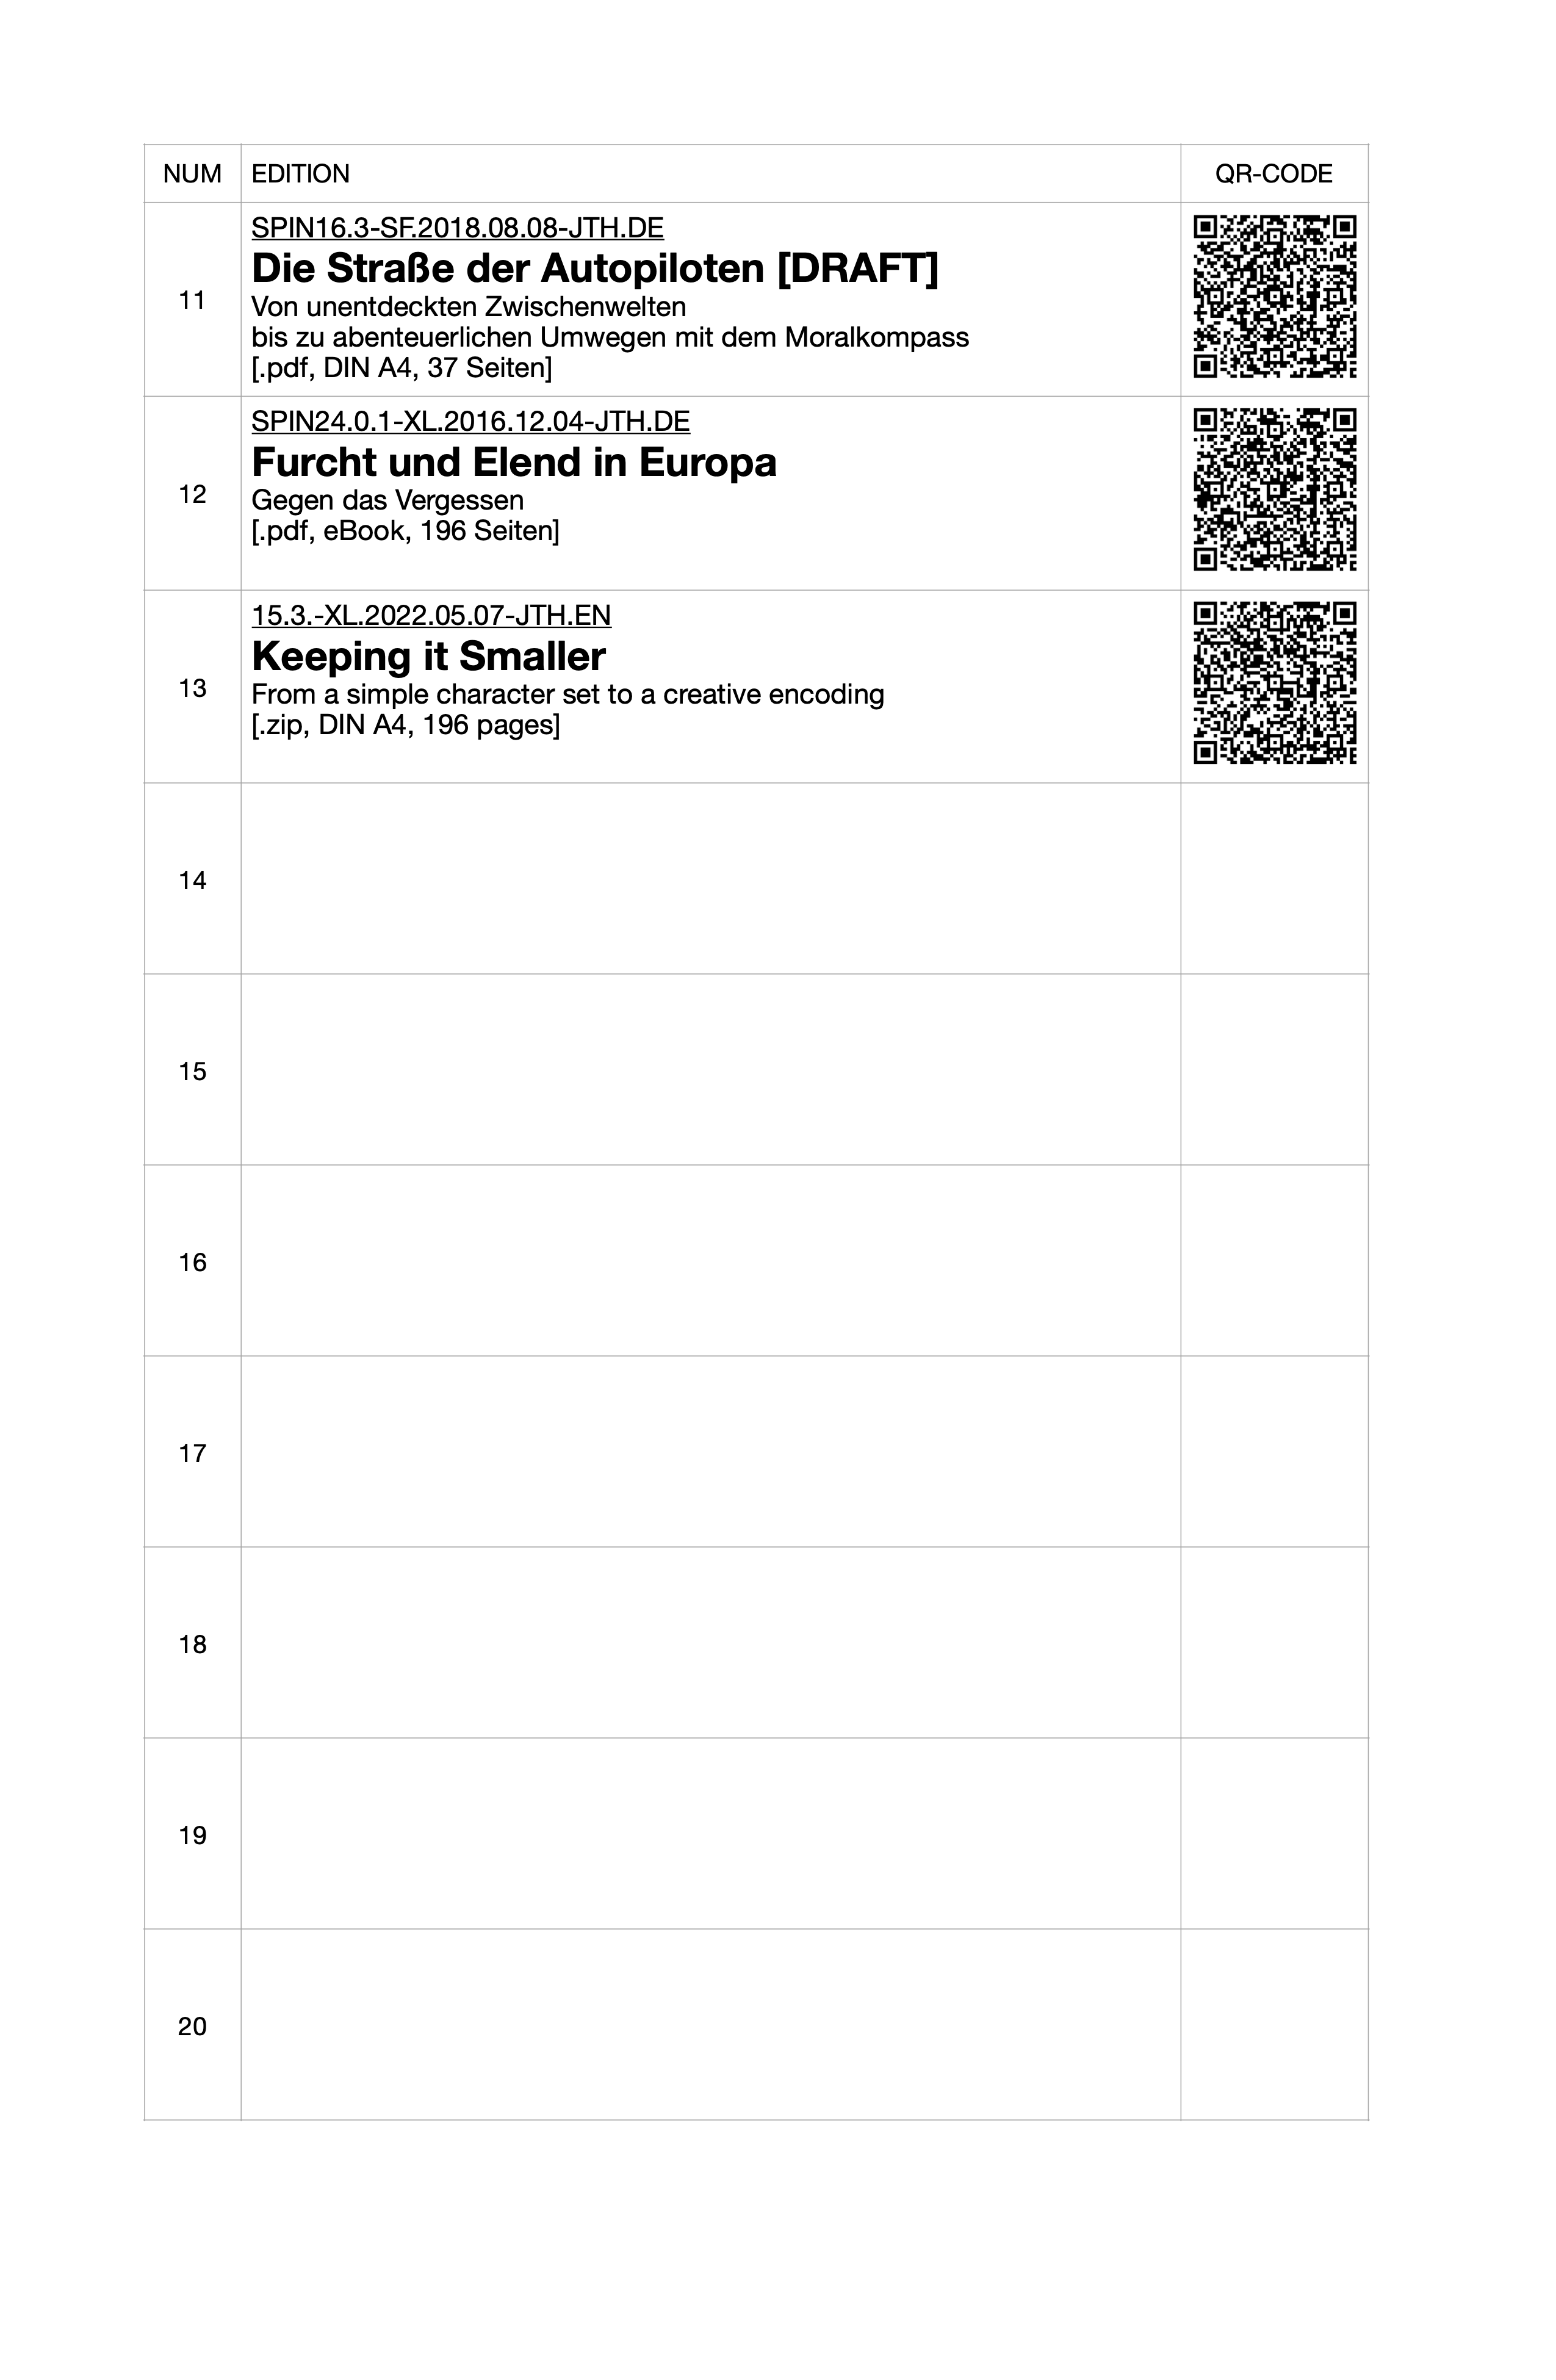 NUM EDITION QR-CODE
11
SPIN16.3-SF.2018.08.08-JTH.DE
Die Straße der Autopiloten [DRAFT]
Von unentdeckten Zwischenwelten
bis zu abenteuerlichen Umwegen mit dem Moralkompass
[.pdf, DIN A4, 37 Seiten]
12
SPIN24.0.1-XL.2016.12.04-JTH.DE
Furcht und Elend in Europa
Gegen das Vergessen
[.pdf, eBook, 196 Seiten]
13
15.3.-XL.2022.05.07-JTH.EN
Keeping it Smaller
From a simple character set to a creative encoding
[.zip, DIN A4, 196 pages]
14
15
16
17
18
19
20